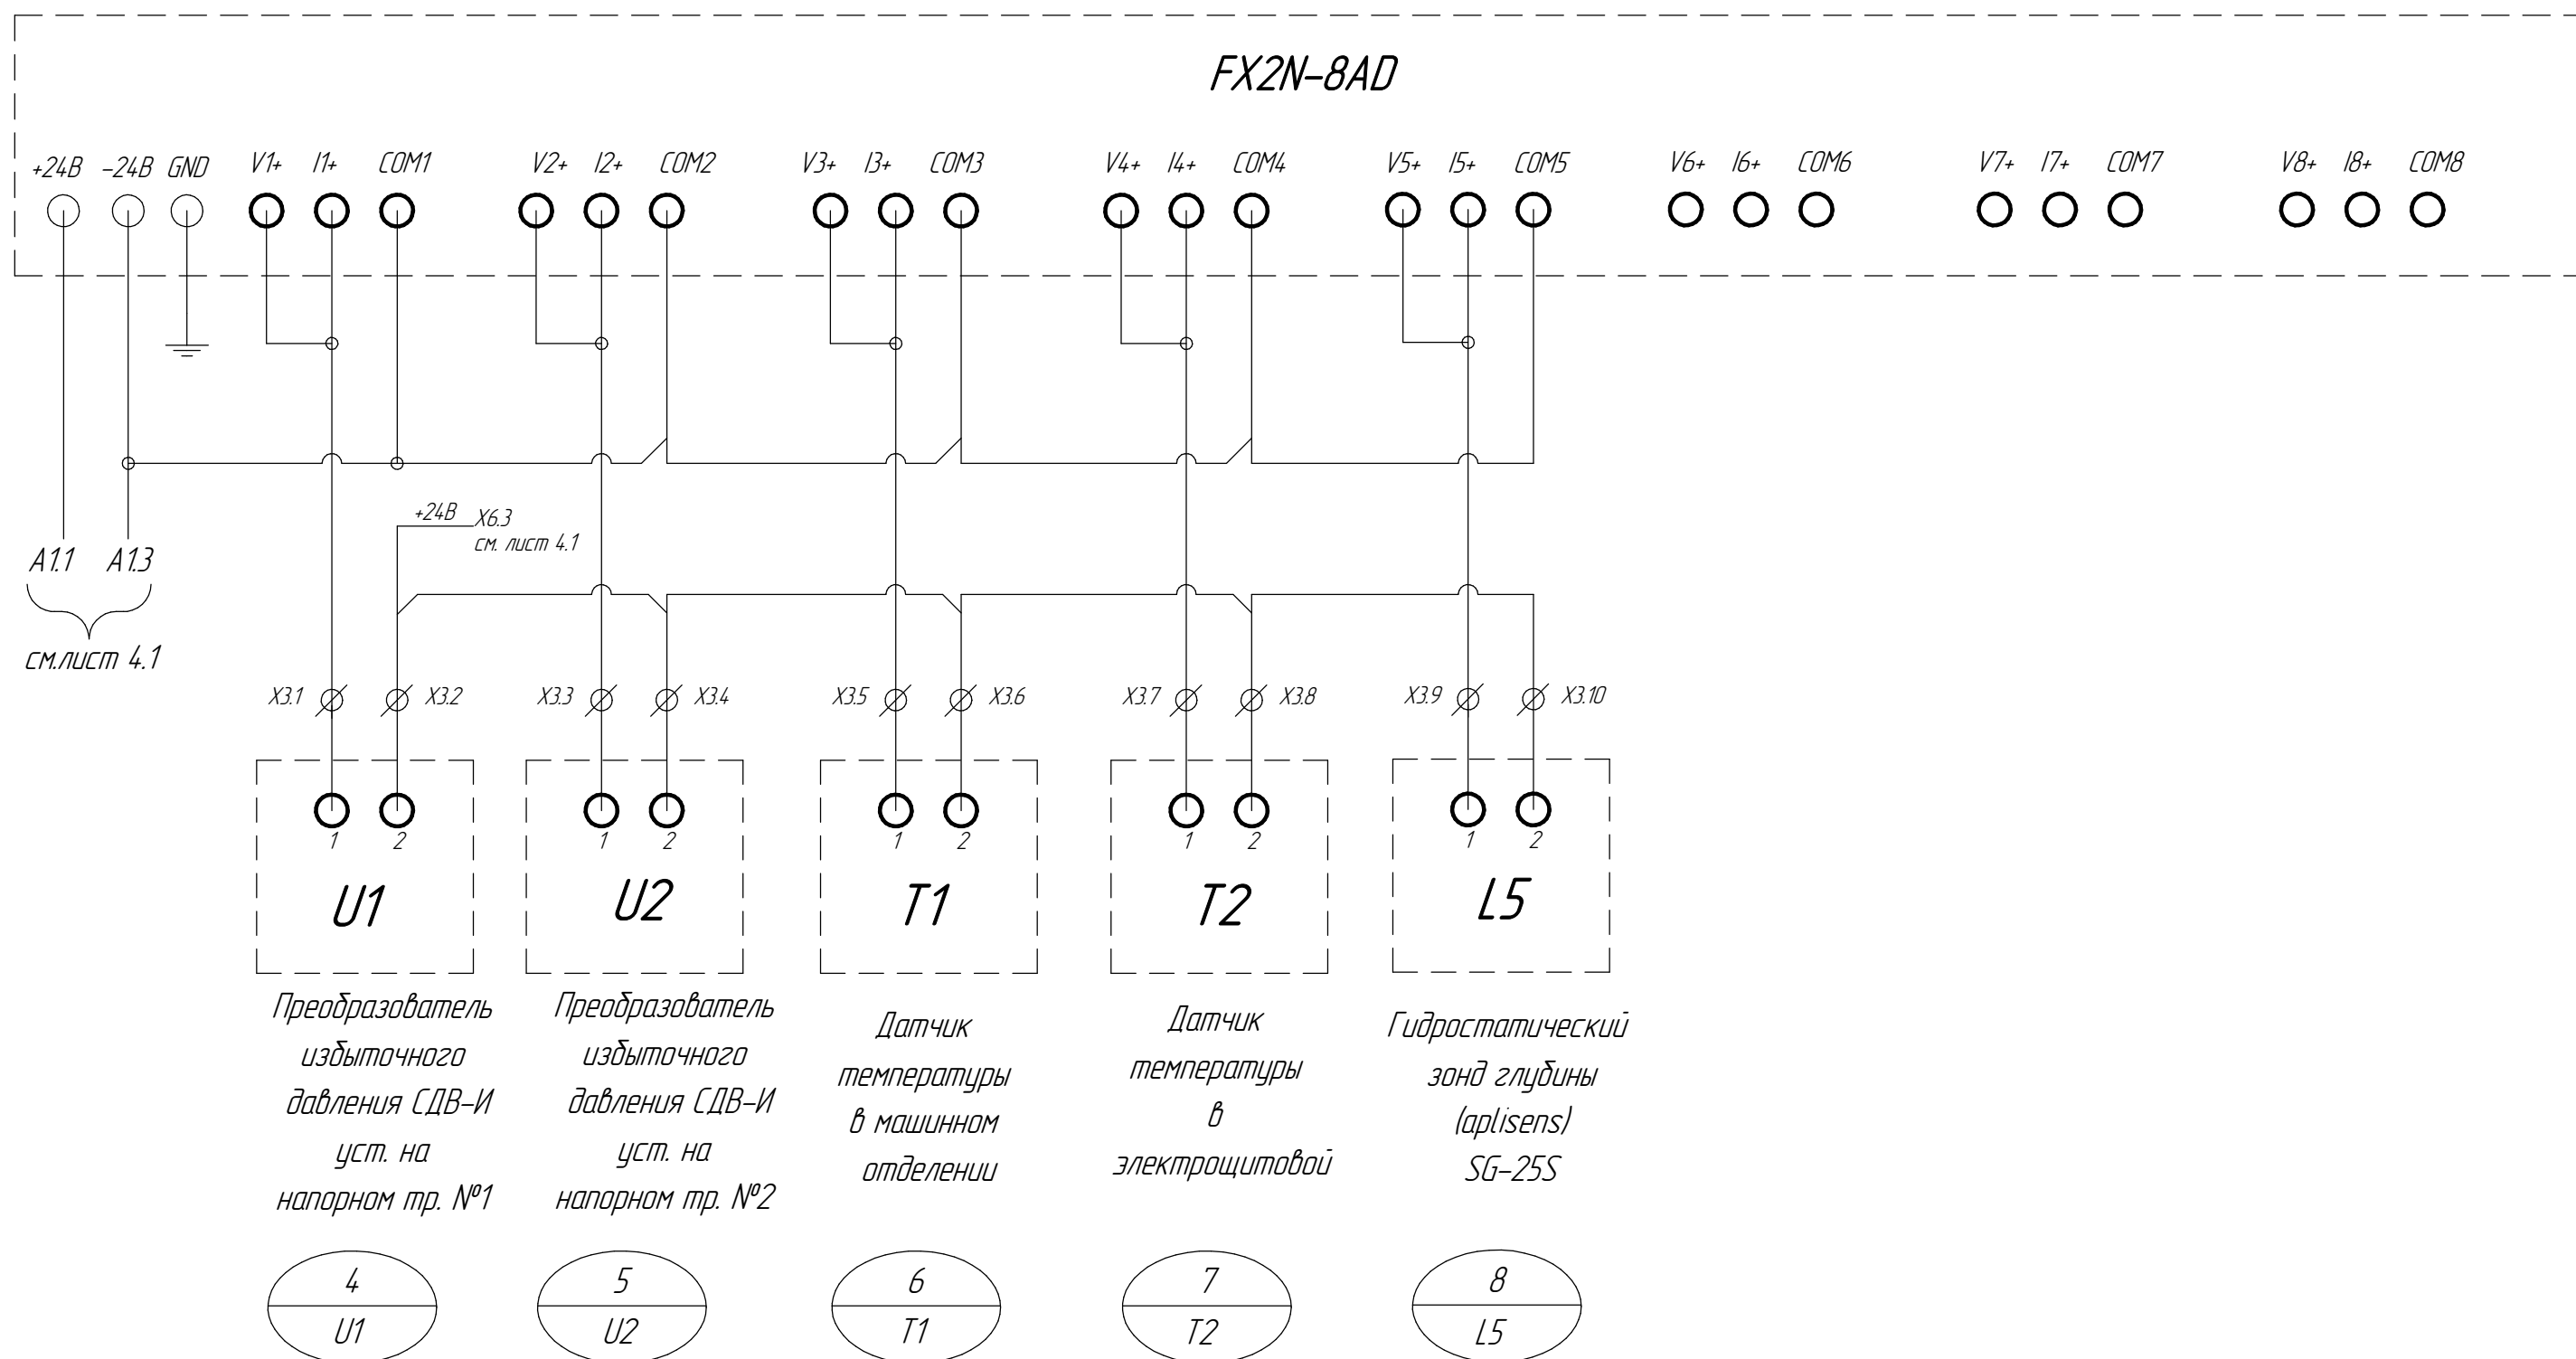 FX2N-8AD
+24В -24В GND V1+ I1+ COM1 V2+ I2+ COM2 V3+ I3+ COM3 V4+ I4+ COM4 V5+ I5+ COM5 V6+ I6+ COM6 V7+ I7+ COM7 V8+ I8+ COM8
+24В X6.3
см. лист 4.1
A1.1 A1.3
см.лист 4.1
X3.1 X3.2 X3.3 X3.4 X3.5 X3.6 X3.7 X3.8 X3.9 X3.10
1 2 1 2 1 2 1 2 1 2
U1 U2 T1 T2 L5
Преобразователь
избыточного
давления СДВ-И
уст. на
напорном тр. №1
Преобразователь
избыточного
давления СДВ-И
уст. на
напорном тр. №2
Датчик
температуры
в машинном
отделении
Датчик
температуры
в
электрощитовой
Гидростатический
зонд глубины
(aplisens)
SG-25S
4 5 6 7 8
U1 U2 T1 T2 L5